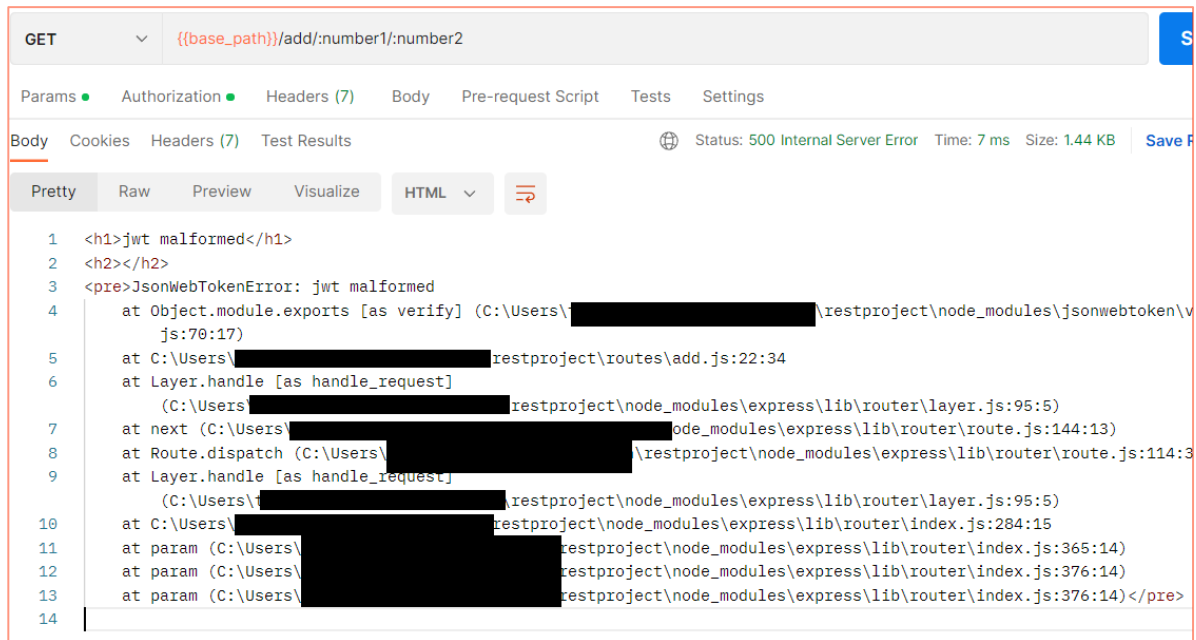 GET {{base_path}}/add/:number1/:number2 S
Params Authorization Headers (7) Body Pre-request Script Tests Settings
Body Cookies Headers (7) Test Results Status: 500 Internal Server Error Time: 7 ms Size: 1.44 KB Save R
Pretty Raw Preview Visualize HTML
1 <h1>jwt malformed</h1>
2 <h2></h2>
3 <pre>JsonWebTokenError: jwt malformed
4 at Object.module.exports [as verify] (C:\Users\ \restproject\node_modules\jsonwebtoken\v
js:70:17)
5 at C:\Users\ restproject\routes\add.js:22:34
6 at Layer.handle [as handle_request]
(C:\Users\ restproject\node_modules\express\lib\router\layer.js:95:5)
7 at next (C:\Users\ ode_modules\express\lib\router\route.js:144:13)
8 at Route.dispatch (C:\Users\ \restproject\node_modules\express\lib\router\route.js:114:3
9 at Layer.handle [as handle_request]
(C:\Users\ \restproject\node_modules\express\lib\router\layer.js:95:5)
10 at C:\Users\ restproject\node_modules\express\lib\router\index.js:284:15
11 at param (C:\Users\ restproject\node_modules\express\lib\router\index.js:365:14)
12 at param (C:\Users\ restproject\node_modules\express\lib\router\index.js:376:14)
13 at param (C:\Users\ restproject\node_modules\express\lib\router\index.js:376:14)</pre>
14